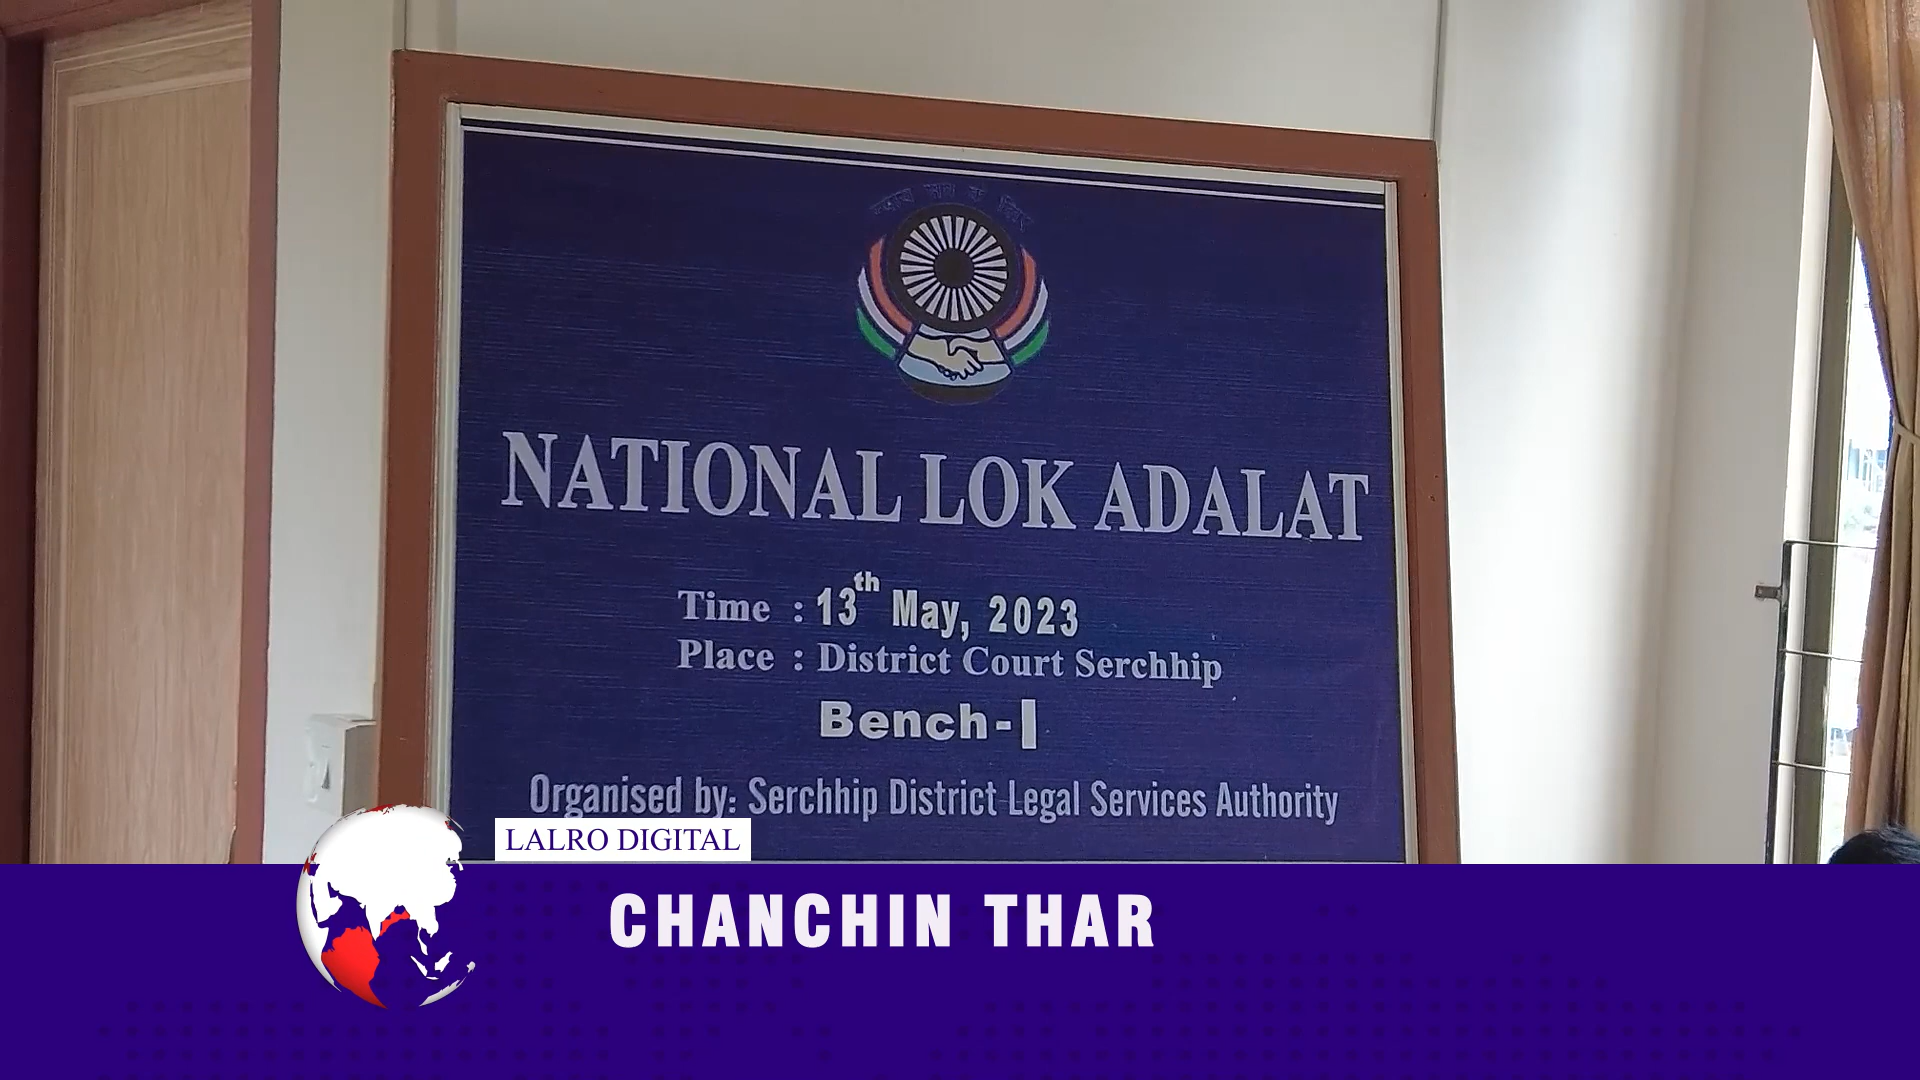 NATIONAL LOK ADALAT
Time : 13th May, 2023
Place : District Court Serchhip
Bench-I
Organised by: Serchhip District Legal Services Authority
LALRO DIGITAL
CHANCHIN THAR